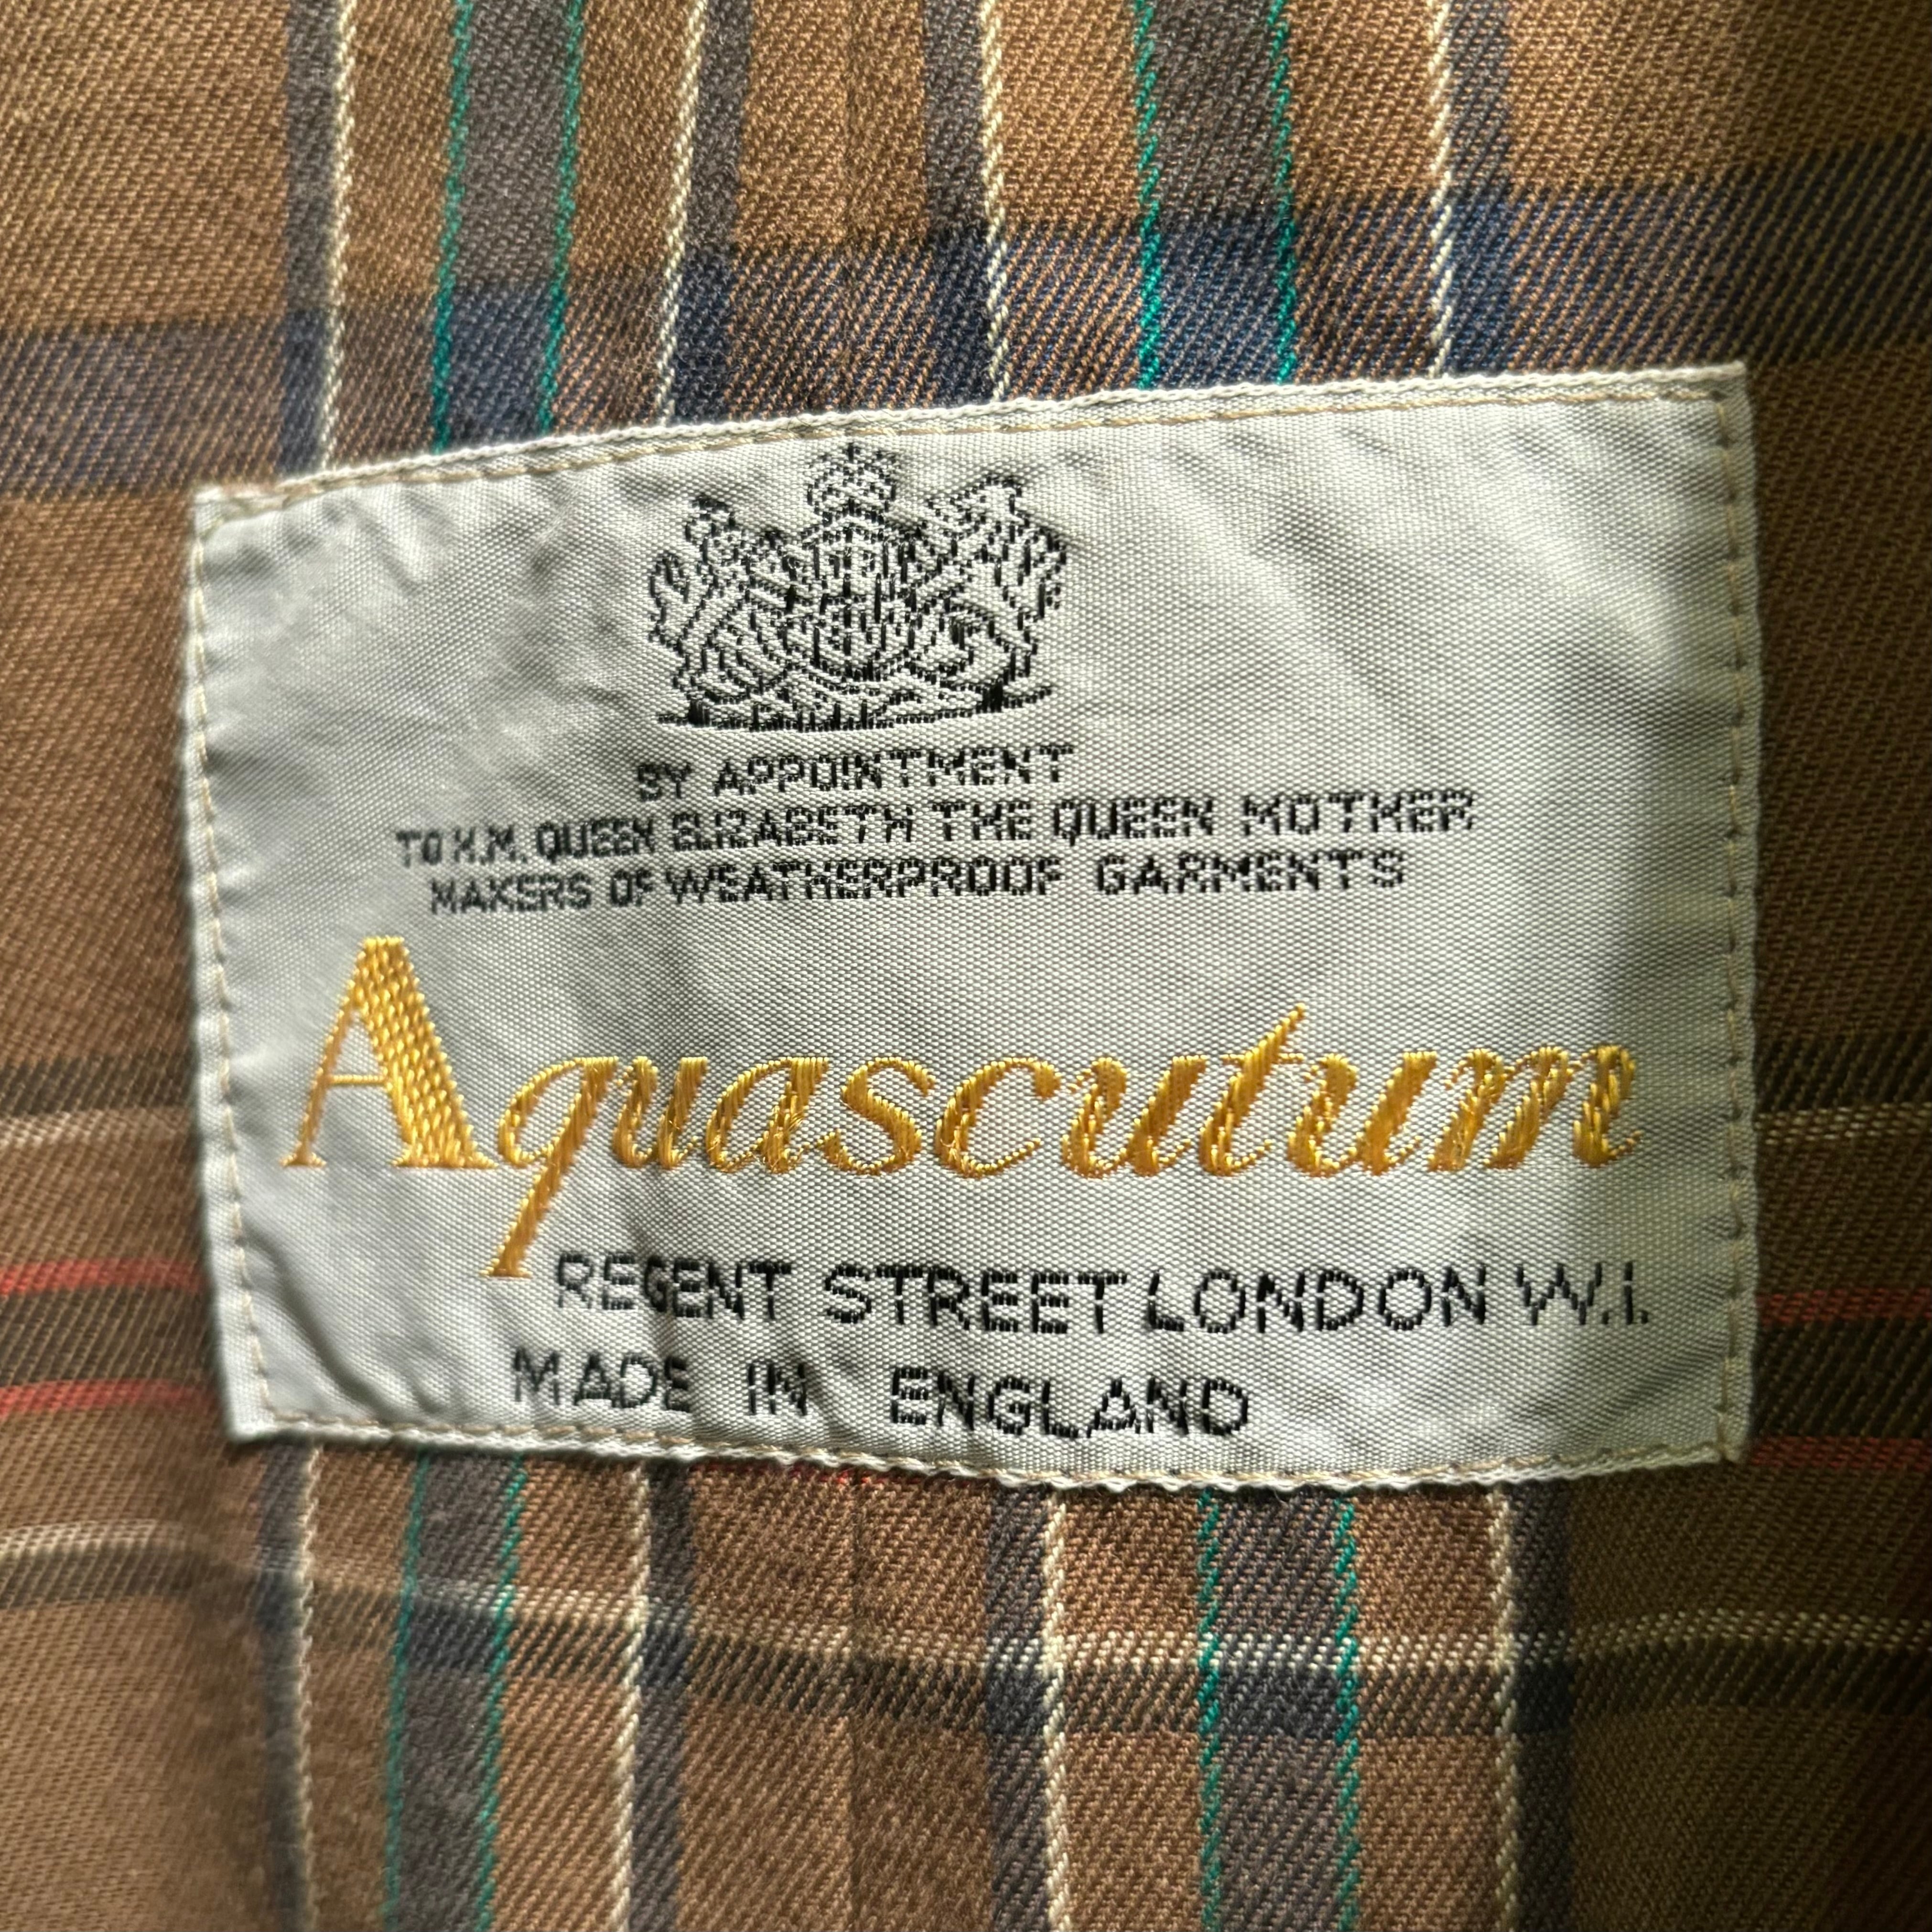 BY APPOINTMENT
TO H.M. QUEEN ELIZABETH THE QUEEN MOTHER
MAKERS OF WEATHERPROOF GARMENTS
Aquascutum
REGENT STREET LONDON W.1.
MADE IN ENGLAND